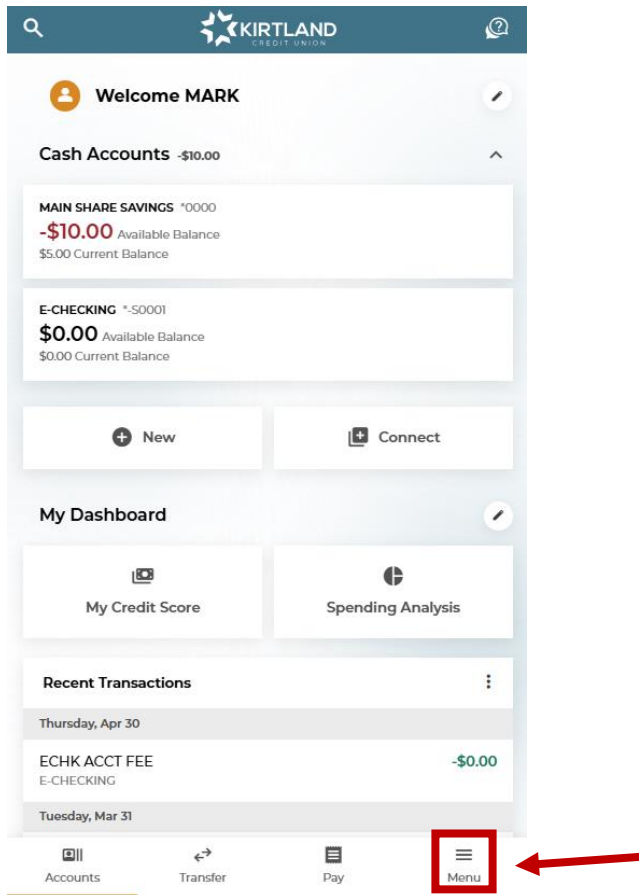 KIRTLAND
CREDIT UNION
Welcome MARK
Cash Accounts -$10.00
MAIN SHARE SAVINGS *0000
-$10.00 Available Balance
$5.00 Current Balance
E-CHECKING *-S0001
$0.00 Available Balance
$0.00 Current Balance
New
Connect
My Dashboard
My Credit Score
Spending Analysis
Recent Transactions
Thursday, Apr 30
ECHK ACCT FEE -$0.00
E-CHECKING
Tuesday, Mar 31
Accounts
Transfer
Pay
Menu